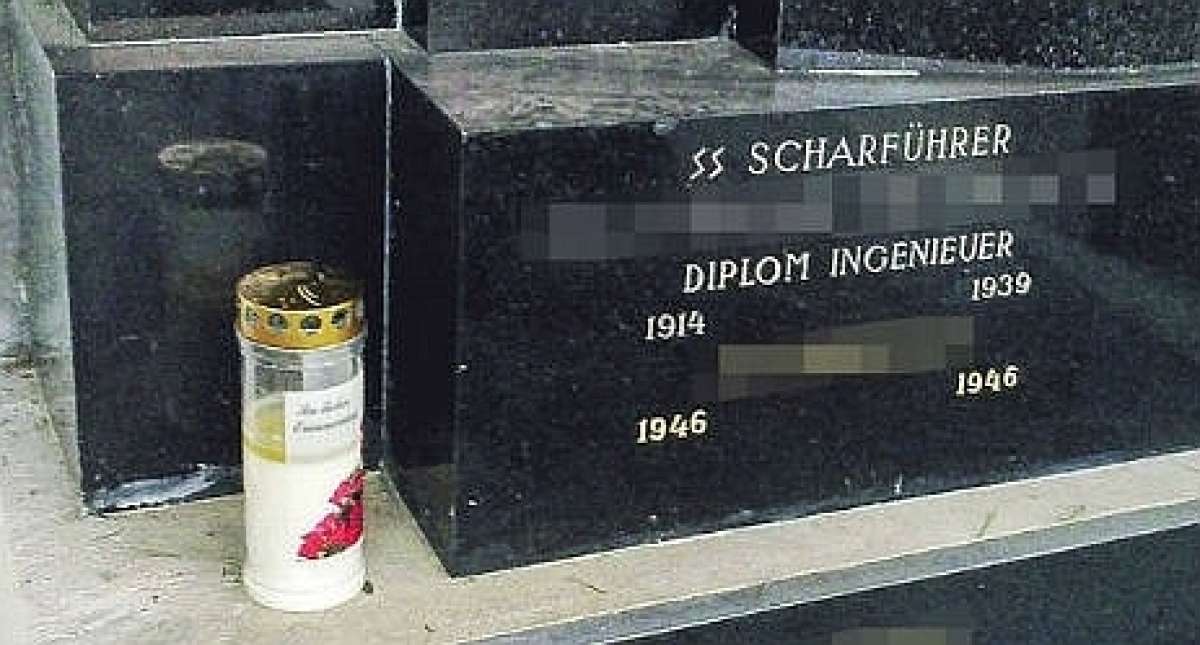 SS SCHARFÜHRER
DIPLOM INGENIEUER
1914 1939
1946 1946